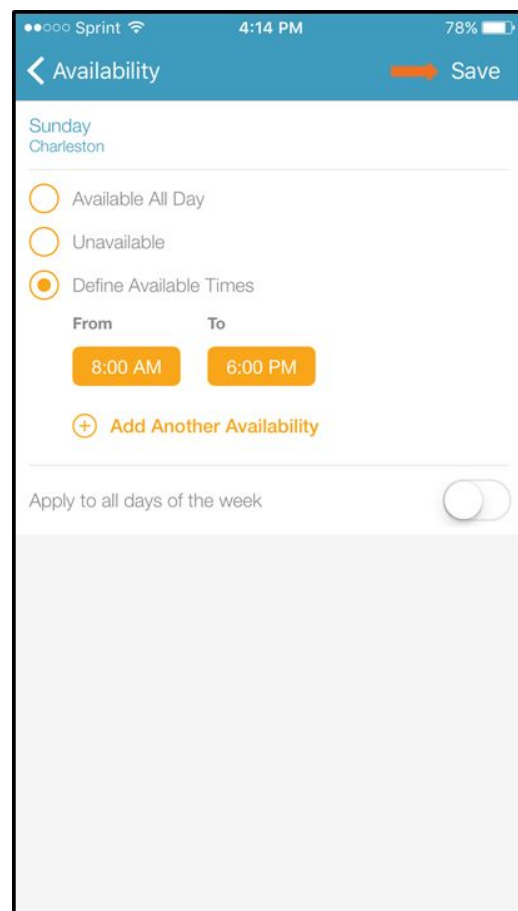 Sprint 4:14 PM 78%
Availability Save
Sunday
Charleston
Available All Day
Unavailable
Define Available Times
From To
8:00 AM 6:00 PM
Add Another Availability
Apply to all days of the week